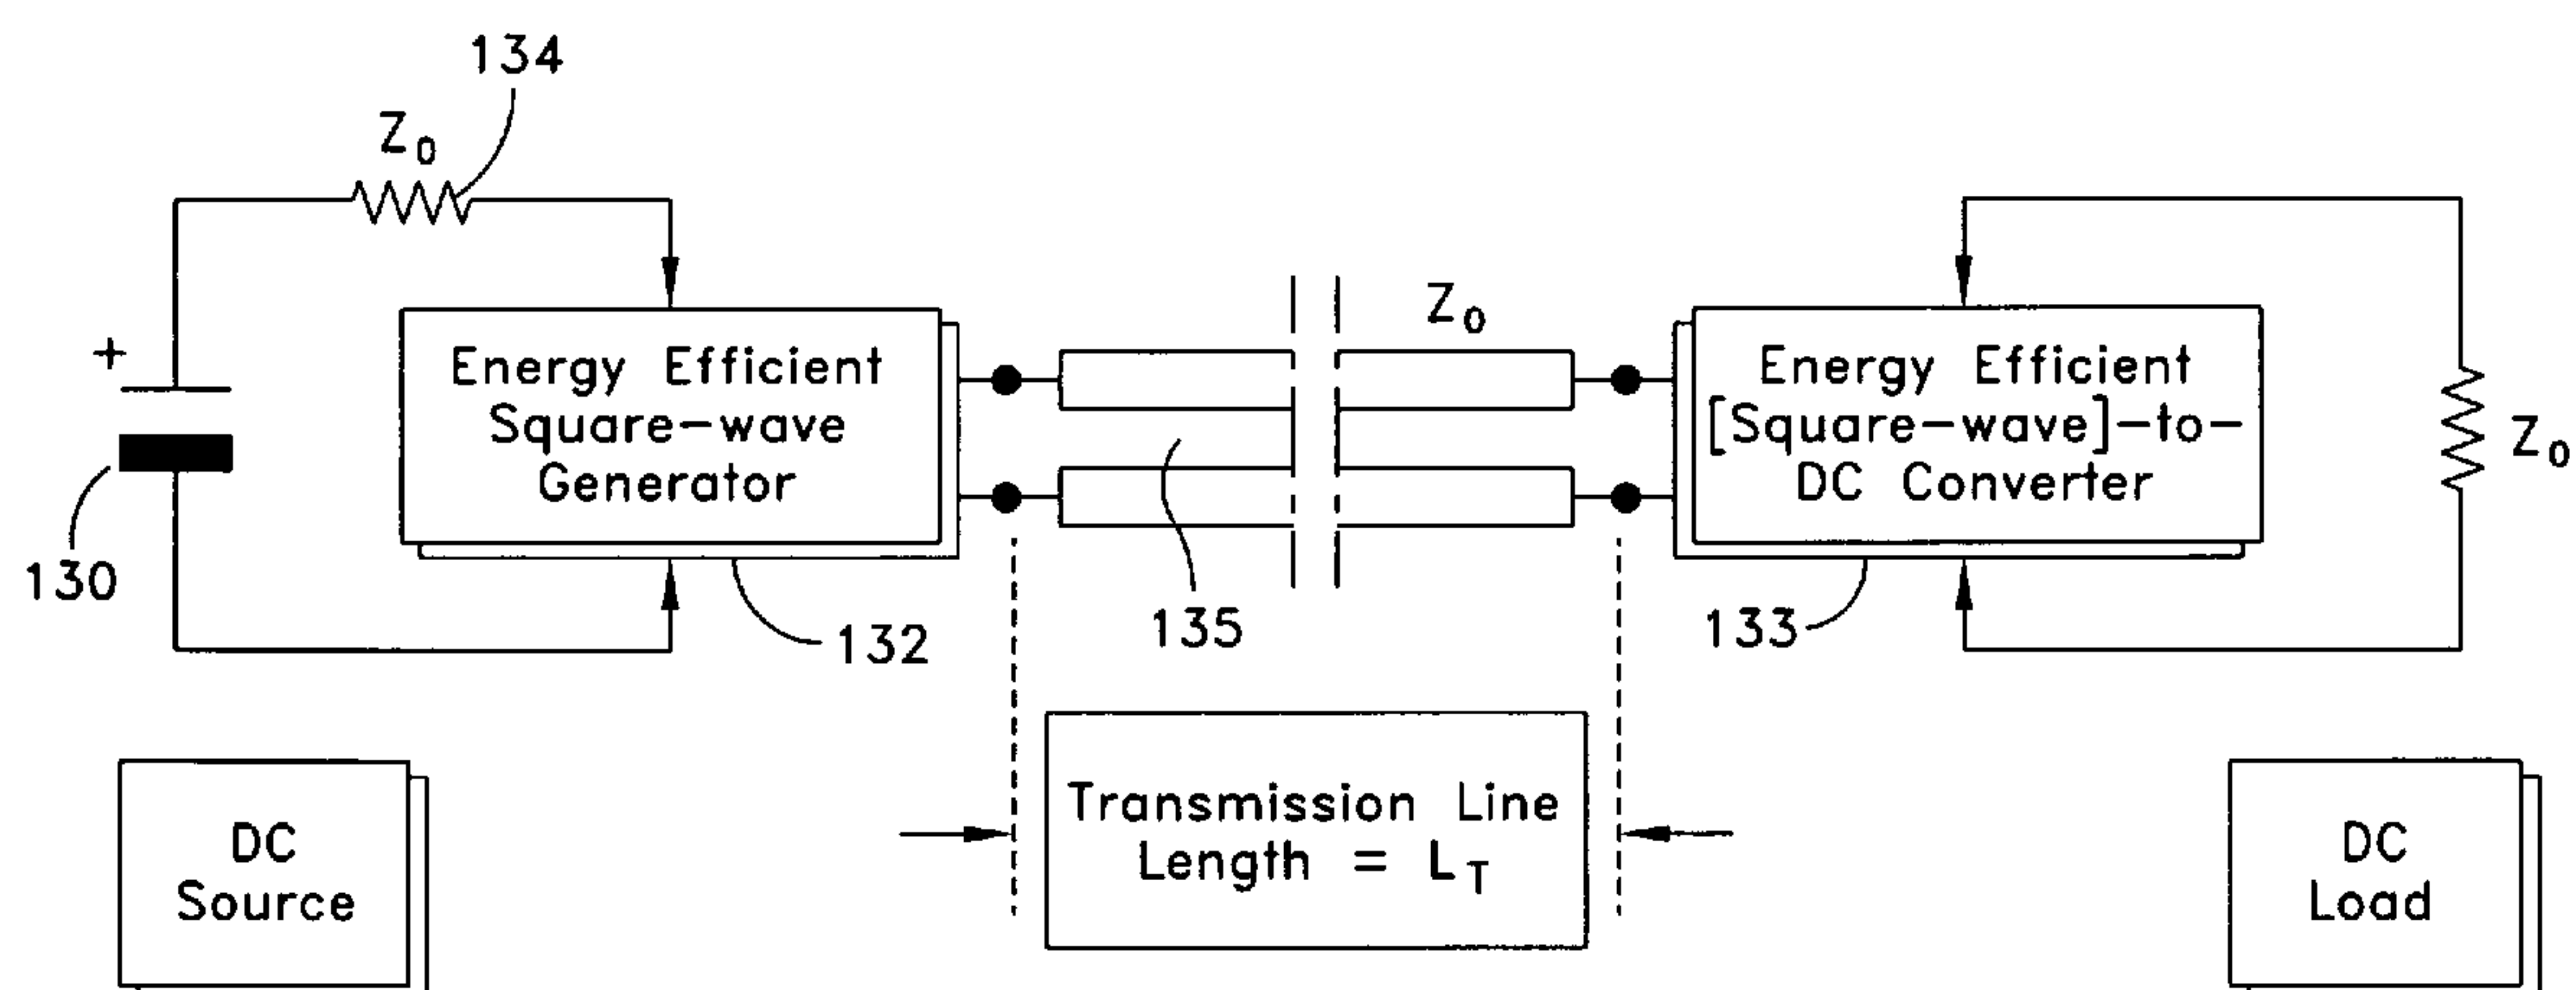 134
Z0
+
Energy Efficient
Square-wave
Generator
130
132
Z0
135
Energy Efficient
[Square-wave]-to-
DC Converter
133
Z0
DC
Source
Transmission Line
Length = LT
DC
Load